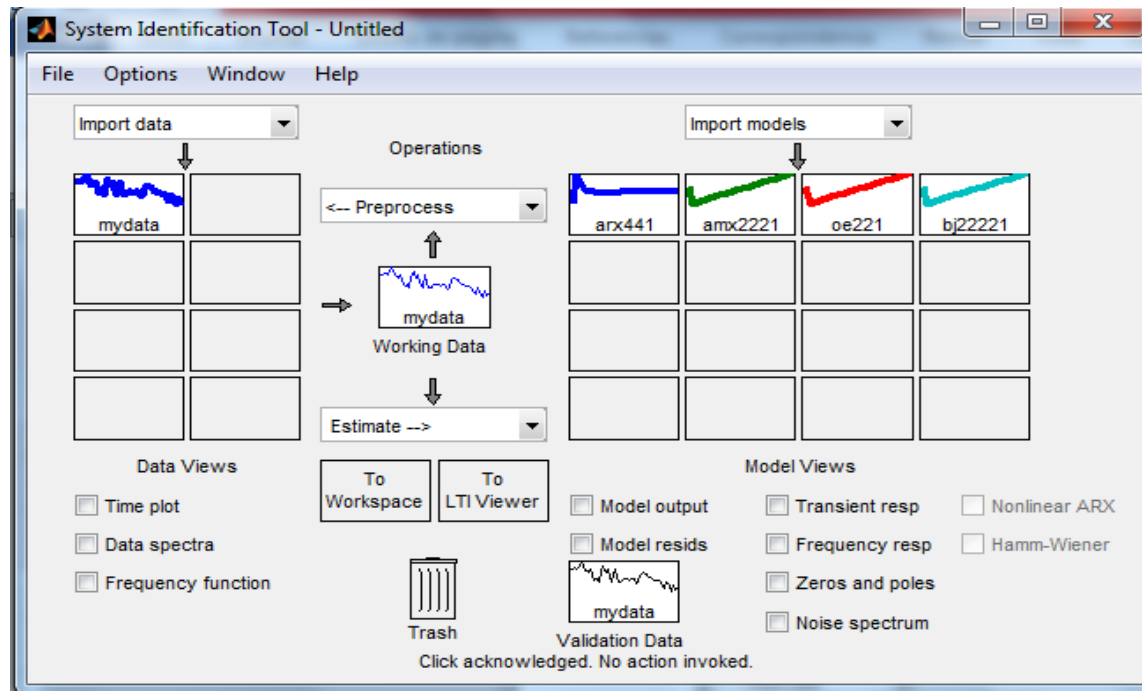 System Identification Tool - Untitled
File Options Window Help
Import data
Import models
Operations
mydata
<-- Preprocess
arx441 amx2221 oe221 bj22221
mydata
Working Data
Estimate -->
Data Views
Model Views
To Workspace
To LTI Viewer
Time plot
Data spectra
Frequency function
Model output
Model resids
Transient resp
Frequency resp
Zeros and poles
Noise spectrum
Nonlinear ARX
Hamm-Wiener
Trash
mydata
Validation Data
Click acknowledged. No action invoked.